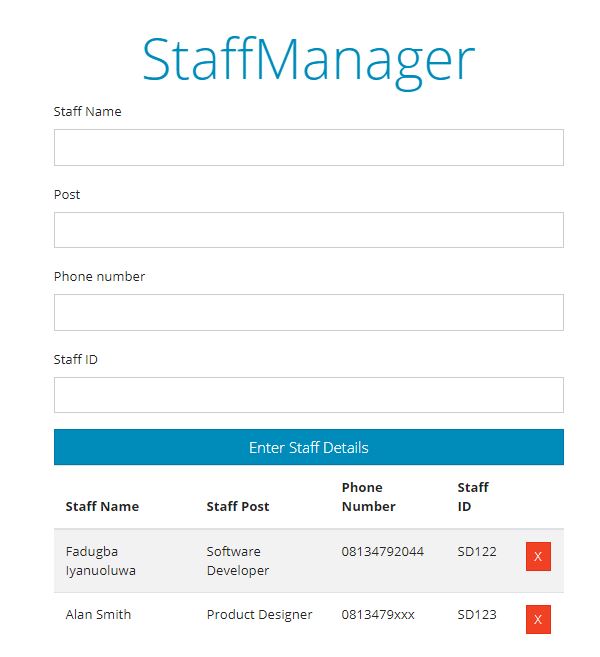 StaffManager
Staff Name
Post
Phone number
Staff ID
Enter Staff Details
Staff Name Staff Post Phone Number Staff ID
Fadugba Iyanuoluwa Software Developer 08134792044 SD122 X
Alan Smith Product Designer 0813479xxx SD123 X